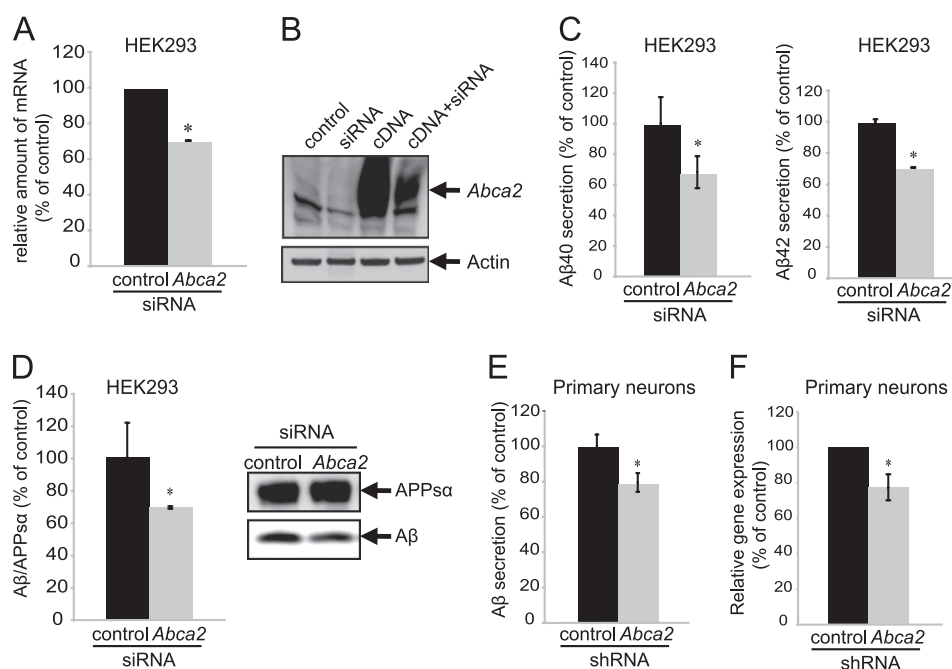 A
HEK293
relative amount of mRNA
(% of control)
120
100
80
60
40
20
0
*
control Abca2
siRNA
B
control
siRNA
cDNA
cDNA+siRNA
Abca2
Actin
C
HEK293
Aβ40 secretion (% of control)
140
120
100
80
60
40
20
0
*
control Abca2
siRNA
HEK293
Aβ42 secretion (% of control)
140
120
100
80
60
40
20
0
*
control Abca2
siRNA
D
HEK293
Aβ/APPsα (% of control)
140
120
100
80
60
40
20
0
*
control Abca2
siRNA
siRNA
control Abca2
APPsα
Aβ
E
Primary neurons
Aβ secretion (% of control)
120
100
80
60
40
20
0
*
control Abca2
shRNA
F
Primary neurons
Relative gene expression
(% of control)
120
100
80
60
40
20
0
*
control Abca2
shRNA